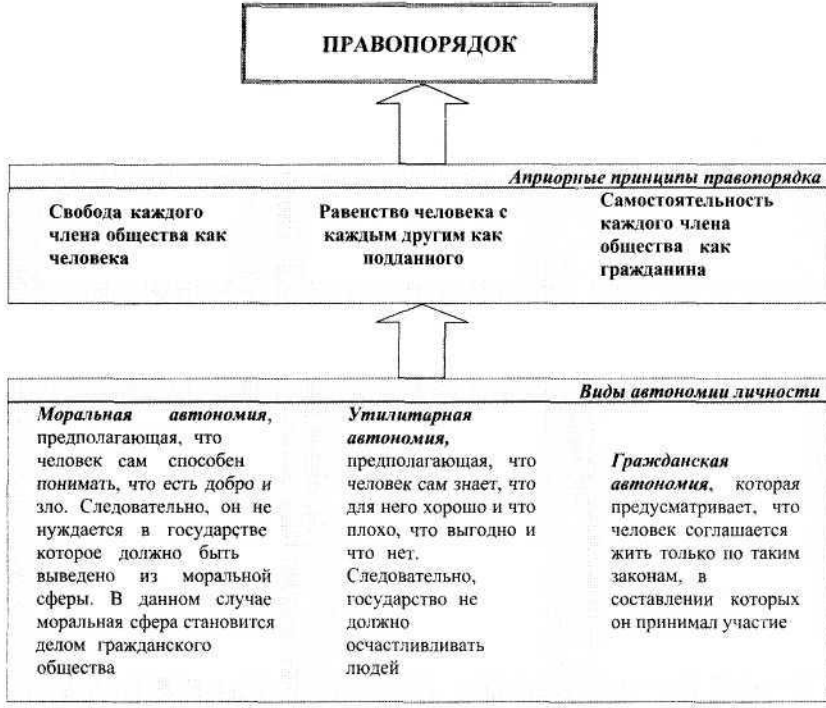 ПРАВОПОРЯДОК
Априорные принципы правопорядка
Свобода каждого
члена общества как
человека
Равенство человека с
каждым другим как
подданного
Самостоятельность
каждого члена
общества как
гражданина
Виды автономии личности
Моральная автономия,
предполагающая, что
человек сам способен
понимать, что есть добро и
зло. Следовательно, он не
нуждается в государстве
которое должно быть
выведено из моральной
сферы. В данном случае
моральная сфера становится
делом гражданского
общества
Утилитарная
автономия,
предполагающая, что
человек сам знает, что
для него хорошо и что
плохо, что выгодно и
что нет.
Следовательно,
государство не
должно
осчастливливать
людей
Гражданская
автономия, которая
предусматривает, что
человек соглашается
жить только по таким
законам, в
составлении которых
он принимал участие